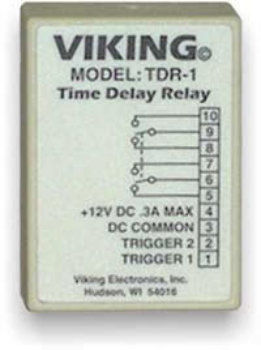 VIKING©
MODEL: TDR-1
Time Delay Relay
10
9
8
7
6
5
+12V DC .3A MAX 4
DC COMMON 3
TRIGGER 2 2
TRIGGER 1 1
Viking Electronics, Inc.
Hudson, WI 54016